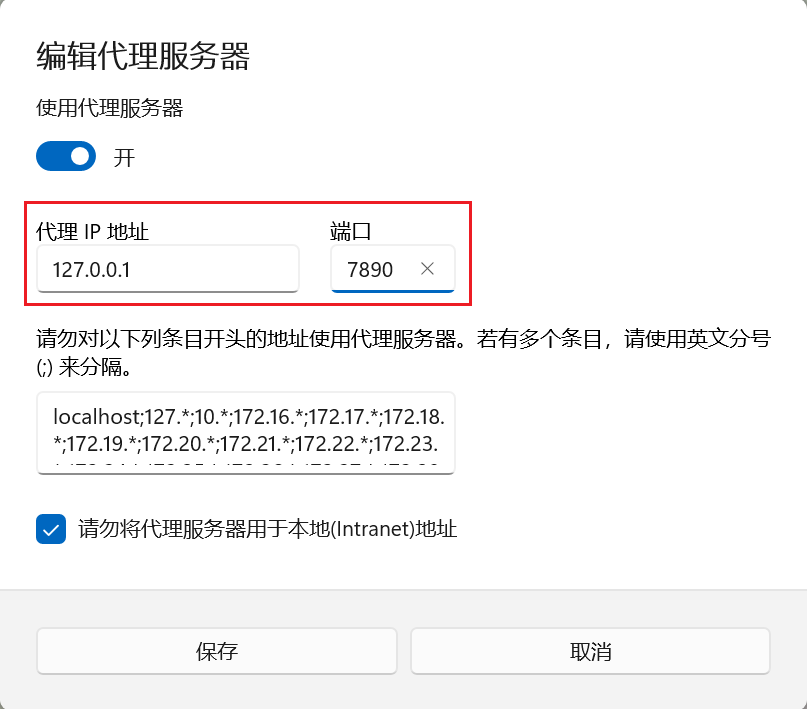 编辑代理服务器
使用代理服务器
开
代理 IP 地址
端口
127.0.0.1
7890
请勿对以下列条目开头的地址使用代理服务器。若有多个条目，请使用英文分号
(;) 来分隔。
localhost;127.*;10.*;172.16.*;172.17.*;172.18.
*;172.19.*;172.20.*;172.21.*;172.22.*;172.23.
请勿将代理服务器用于本地(Intranet)地址
保存
取消